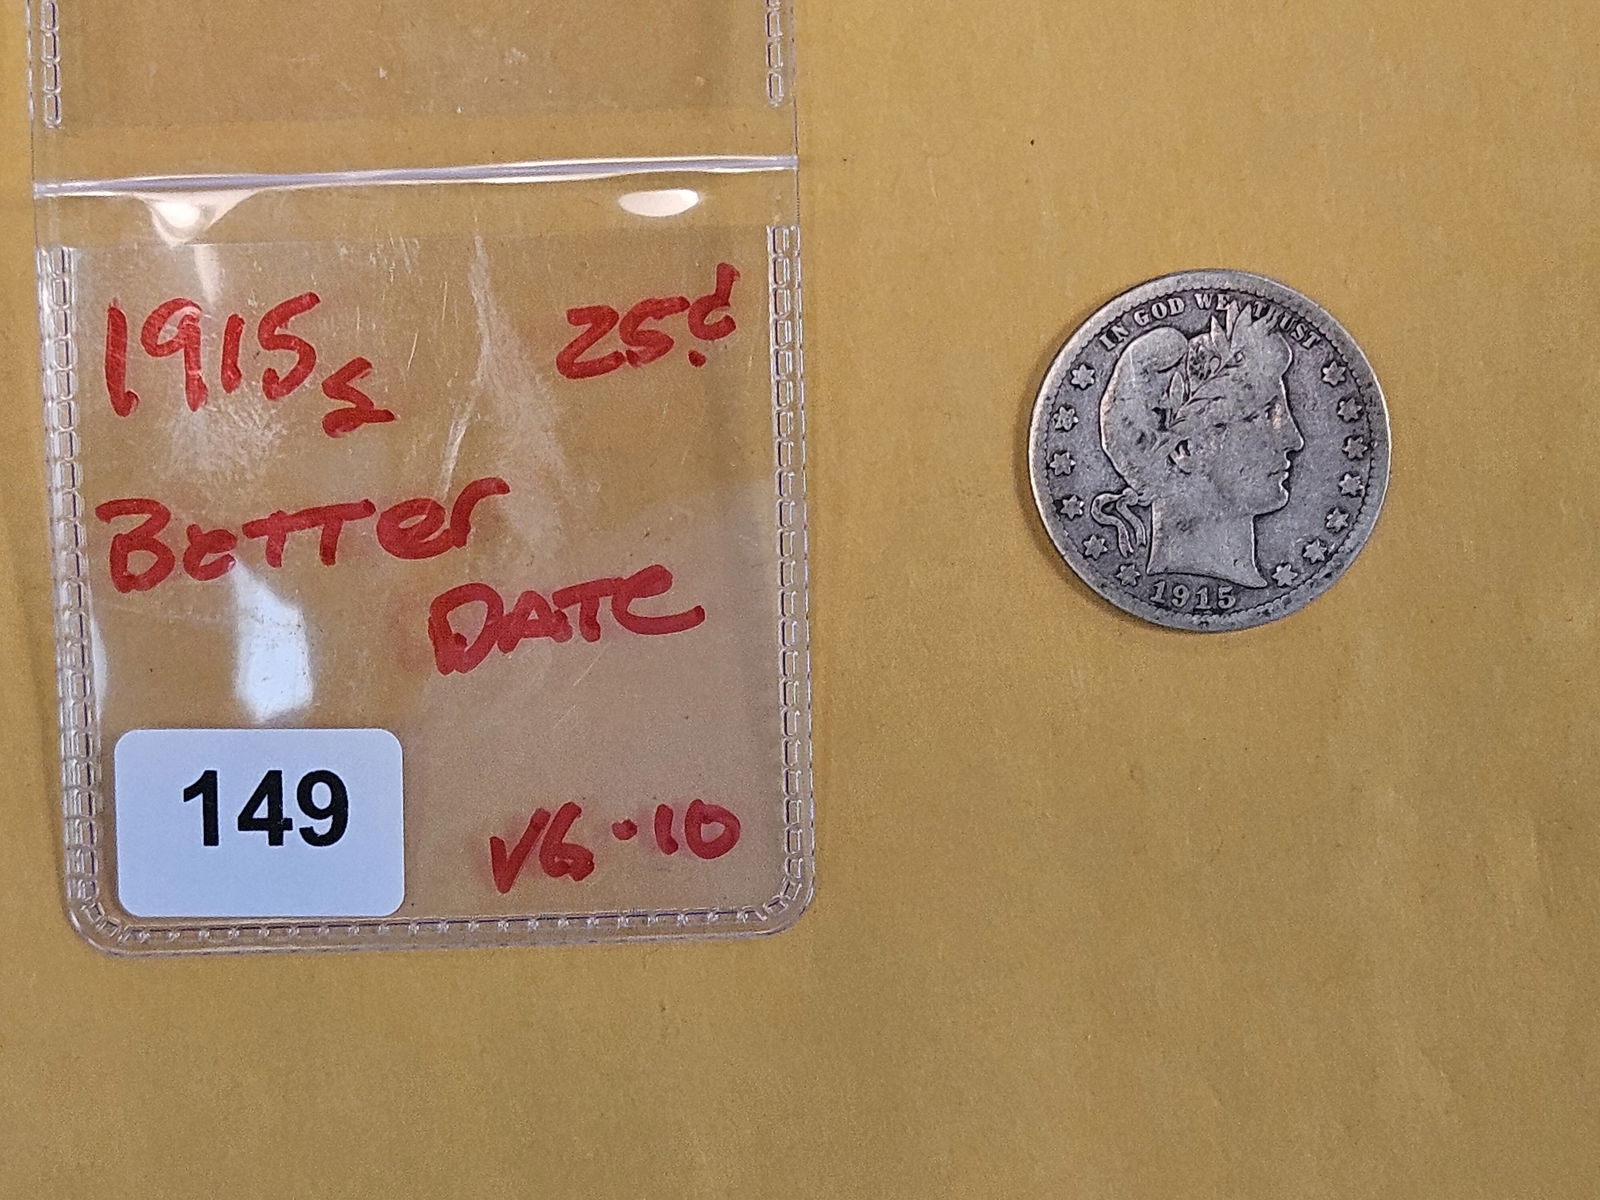 1915s 25¢
BETTer
DATE
149
VG-10
IN GOD WE TRUST
1915